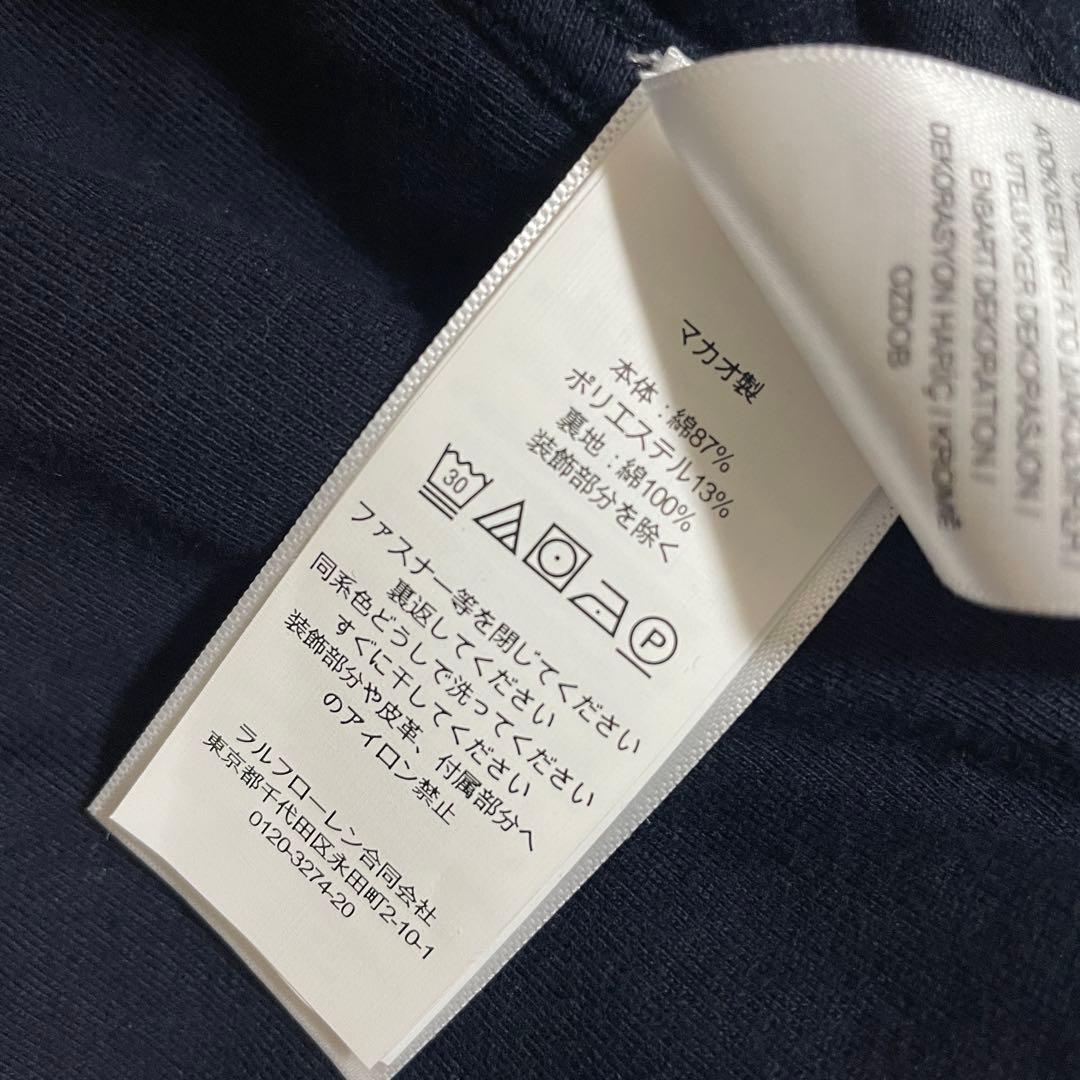 マカオ製
本体：綿87%
ポリエステル13%
裏地：綿100%
装飾部分を除く
30
P
ファスナー等を閉じてください
裏返してください
同系色どうしで洗ってください
すぐに干してください
装飾部分や皮革、付属部分へ
のアイロン禁止
ラルフローレン合同会社
東京都千代田区永田町2-10-1
0120-3274-20
UTELUKKER DEKORASJON |
ENBART DEKORATION |
DEKORASYON HARIÇ / KROME
OZDOB